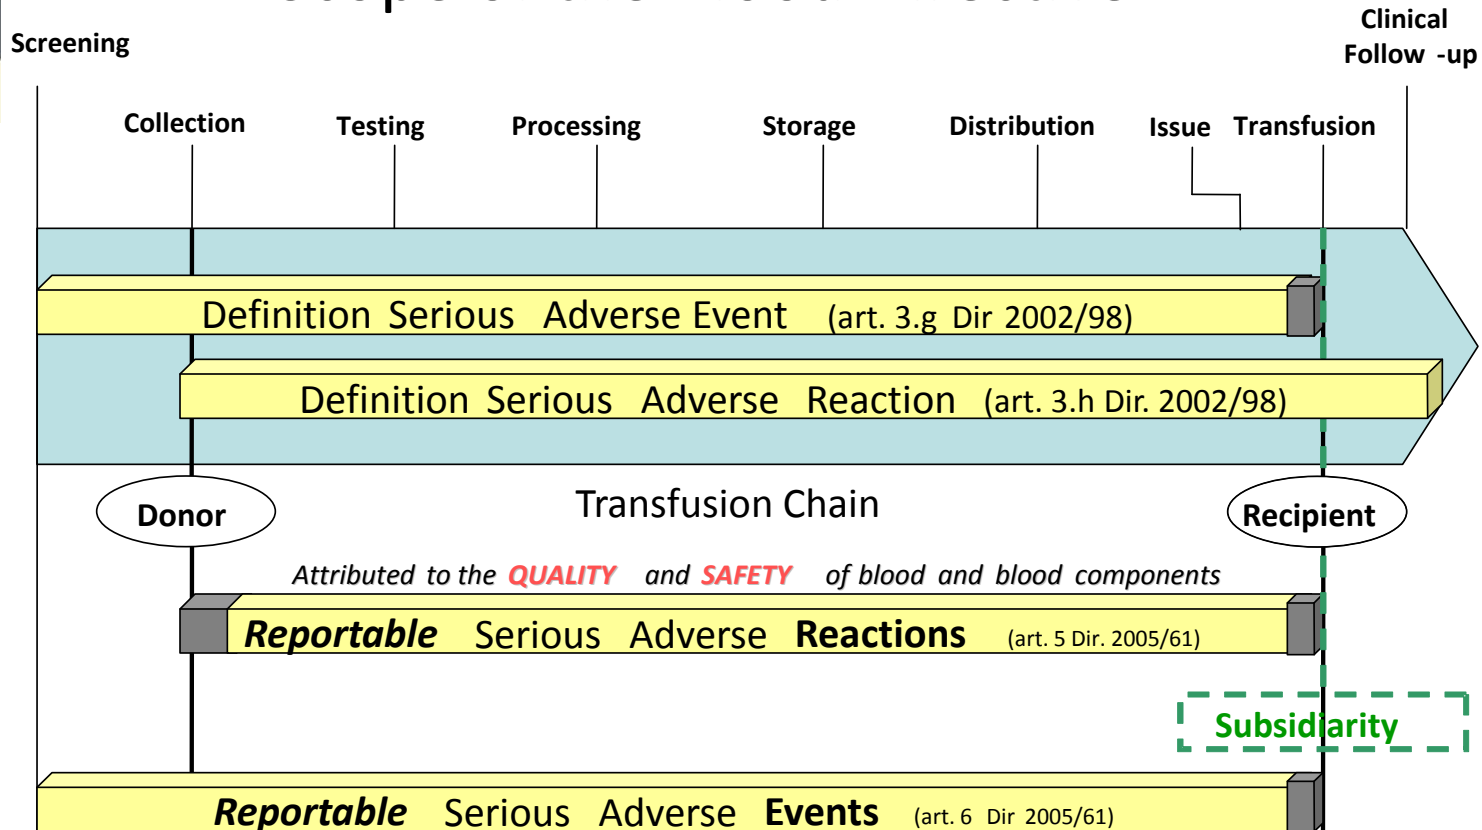 Screening
Clinical
Follow -up
Collection
Testing
Processing
Storage
Distribution
Issue
Transfusion
Definition Serious Adverse Event (art. 3.g Dir 2002/98)
Definition Serious Adverse Reaction (art. 3.h Dir. 2002/98)
Donor
Transfusion Chain
Recipient
Attributed to the QUALITY and SAFETY of blood and blood components
Reportable Serious Adverse Reactions (art. 5 Dir. 2005/61)
Subsidiarity
Reportable Serious Adverse Events (art. 6 Dir 2005/61)